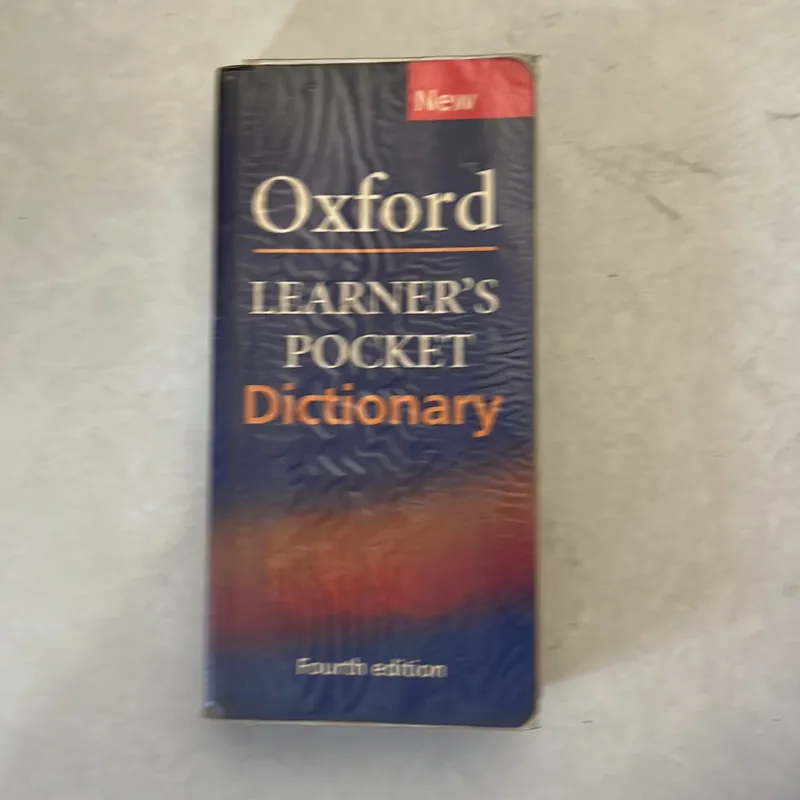 New
Oxford
LEARNER'S
POCKET
Dictionary
Fourth edition